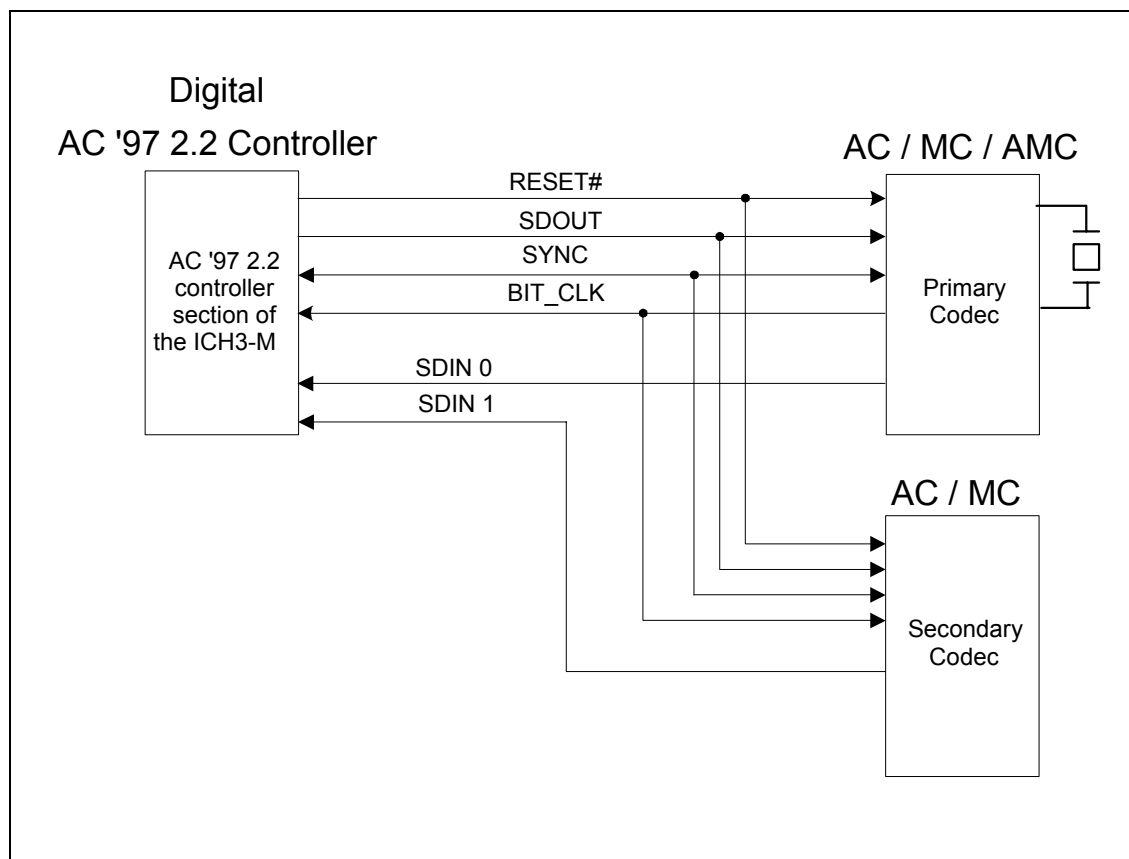 Digital
AC '97 2.2 Controller
AC / MC / AMC
RESET#
SDOUT
SYNC
BIT_CLK
SDIN 0
SDIN 1
AC '97 2.2
controller
section of
the ICH3-M
Primary
Codec
AC / MC
Secondary
Codec